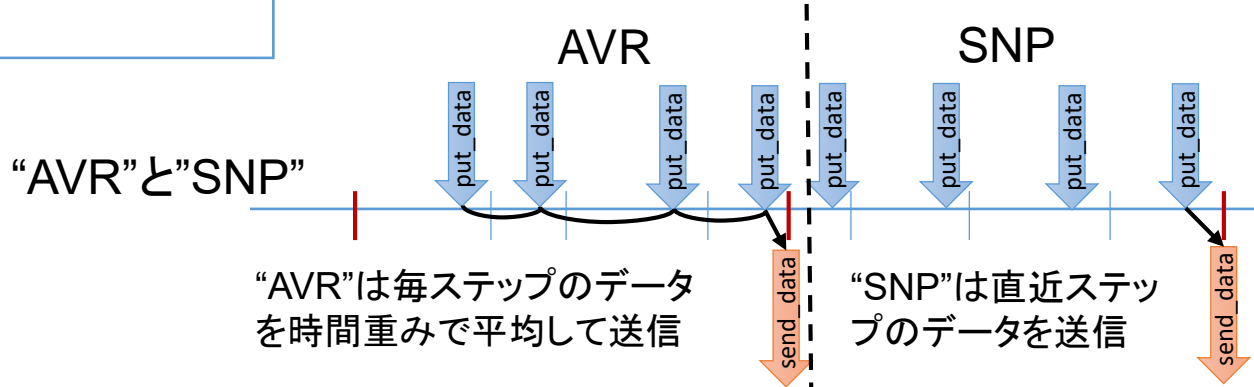 AVR
SNP
put_data
put_data
put_data
put_data
put_data
put_data
put_data
put_data
“AVR”と”SNP”
“AVR”は毎ステップのデータ
を時間重みで平均して送信
send_data
“SNP”は直近ステッ
プのデータを送信
send_data